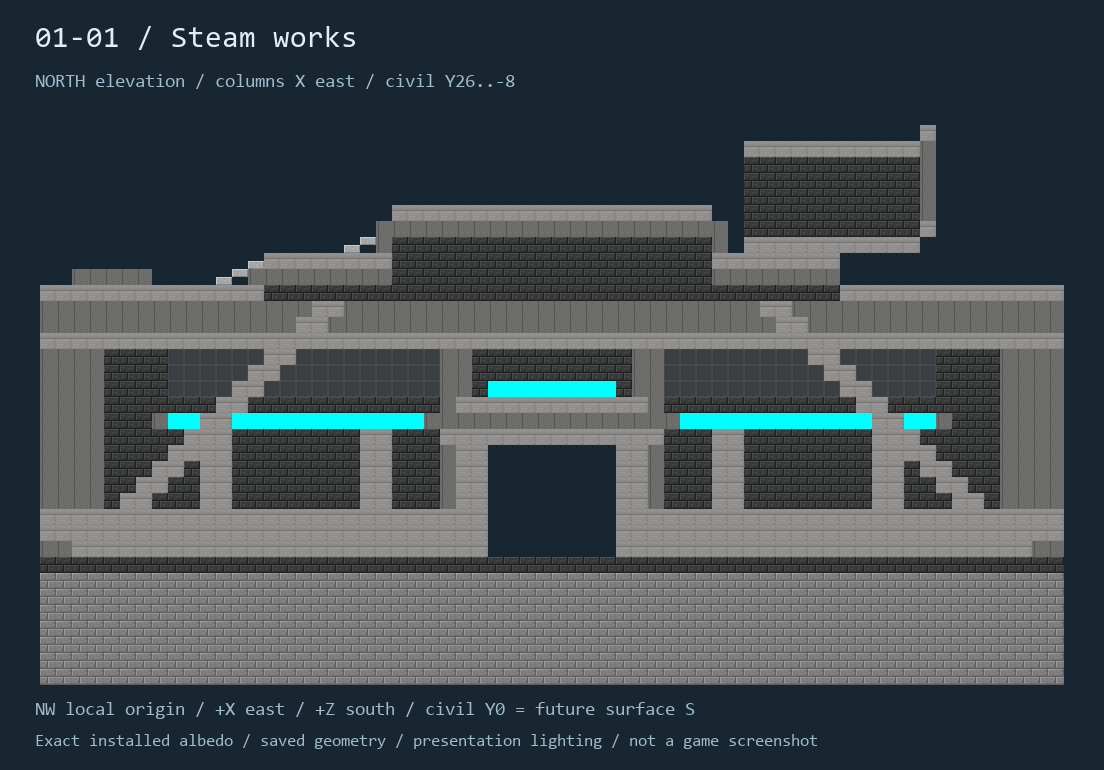 01-01 / Steam works
NORTH elevation / columns X east / civil Y26..-8
NW local origin / +X east / +Z south / civil Y0 = future surface S
Exact installed albedo / saved geometry / presentation lighting / not a game screenshot